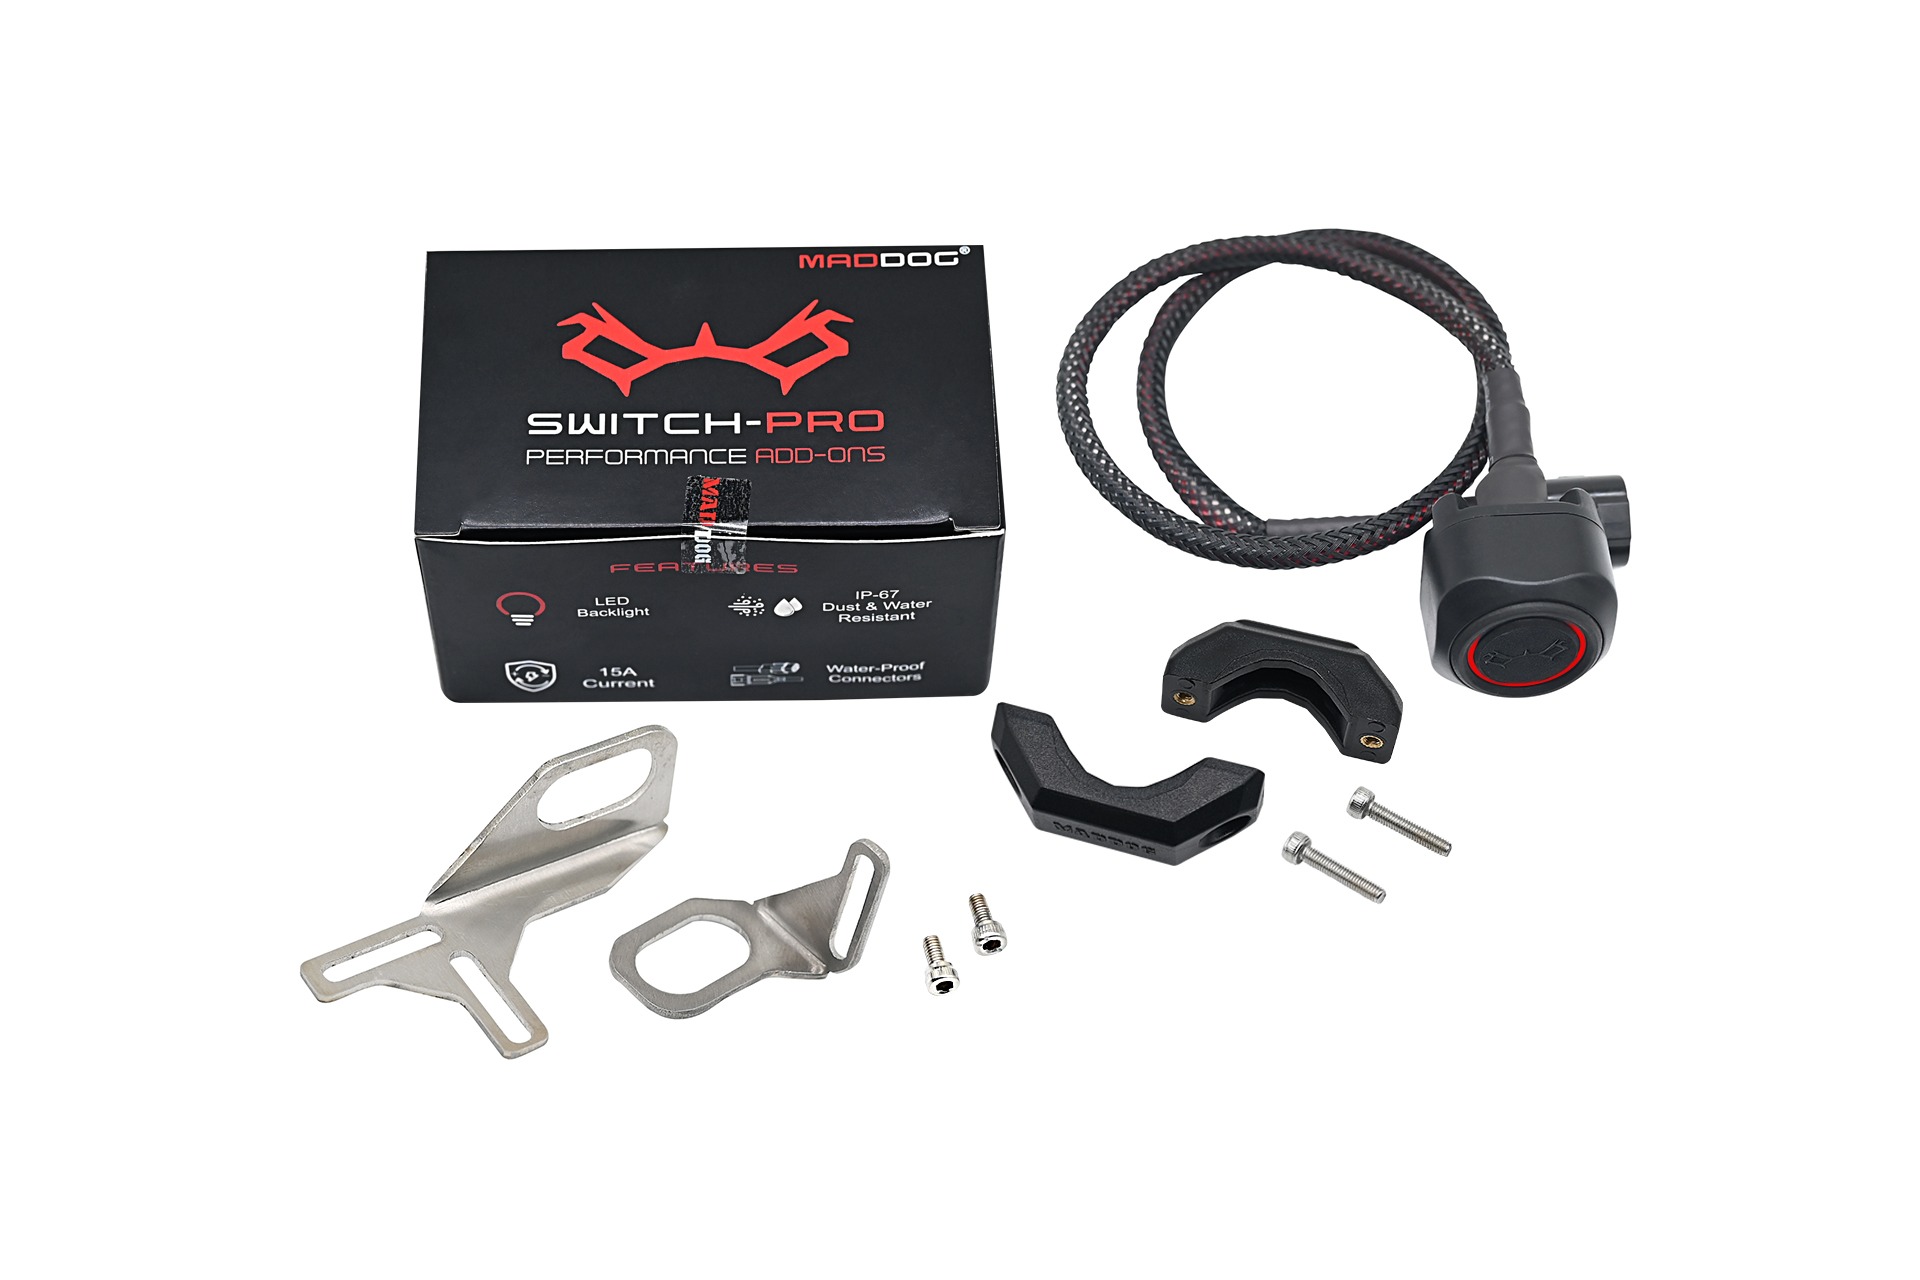 MADDOG®
SWITCH-PRO
PERFORMANCE ADD-ONS
MADDOG
FEATURES
LED
Backlight
IP-67
Dust & Water
Resistant
15A
Current
Water-Proof
Connectors
MADDOG